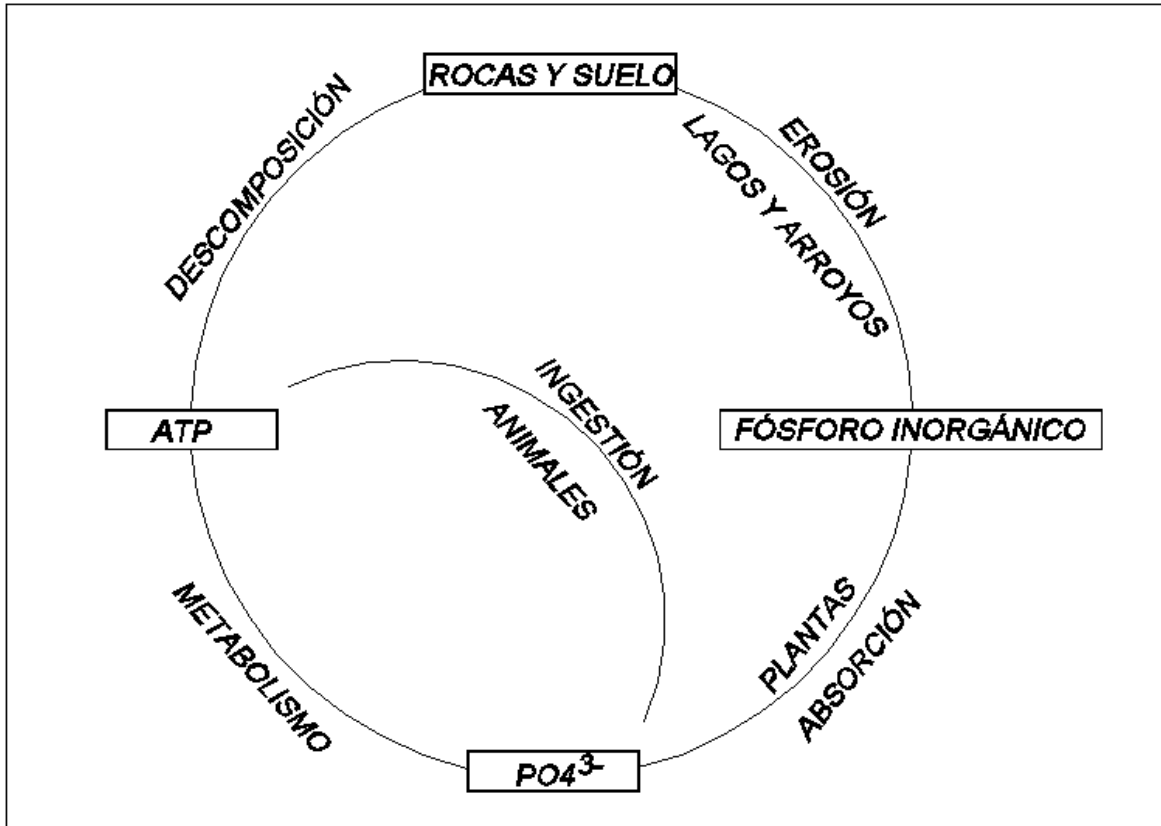 ROCAS Y SUELO
DESCOMPOSICIÓN
EROSIÓN
LAGOS Y ARROYOS
INGESTIÓN
ANIMALES
ATP
FÓSFORO INORGÁNICO
METABOLISMO
PLANTAS
ABSORCIÓN
PO4³⁻